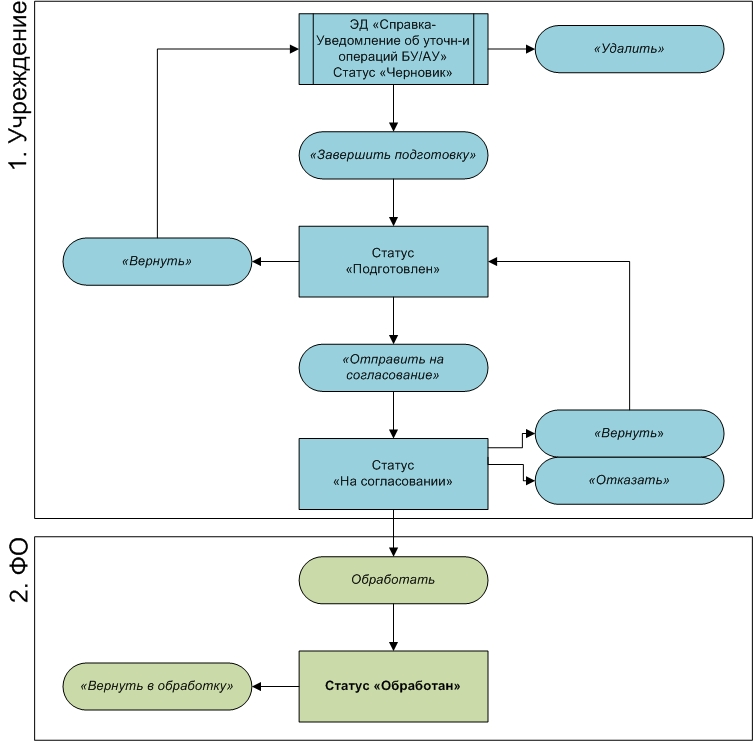 1. Учреждение
ЭД «Справка-
Уведомление об уточн-и
операций БУ/АУ»
Статус «Черновик»
«Удалить»
«Завершить подготовку»
Статус
«Подготовлен»
«Вернуть»
«Отправить на
согласование»
Статус
«На согласовании»
«Вернуть»
«Отказать»
2. ФО
Обработать
Статус «Обработан»
«Вернуть в обработку»